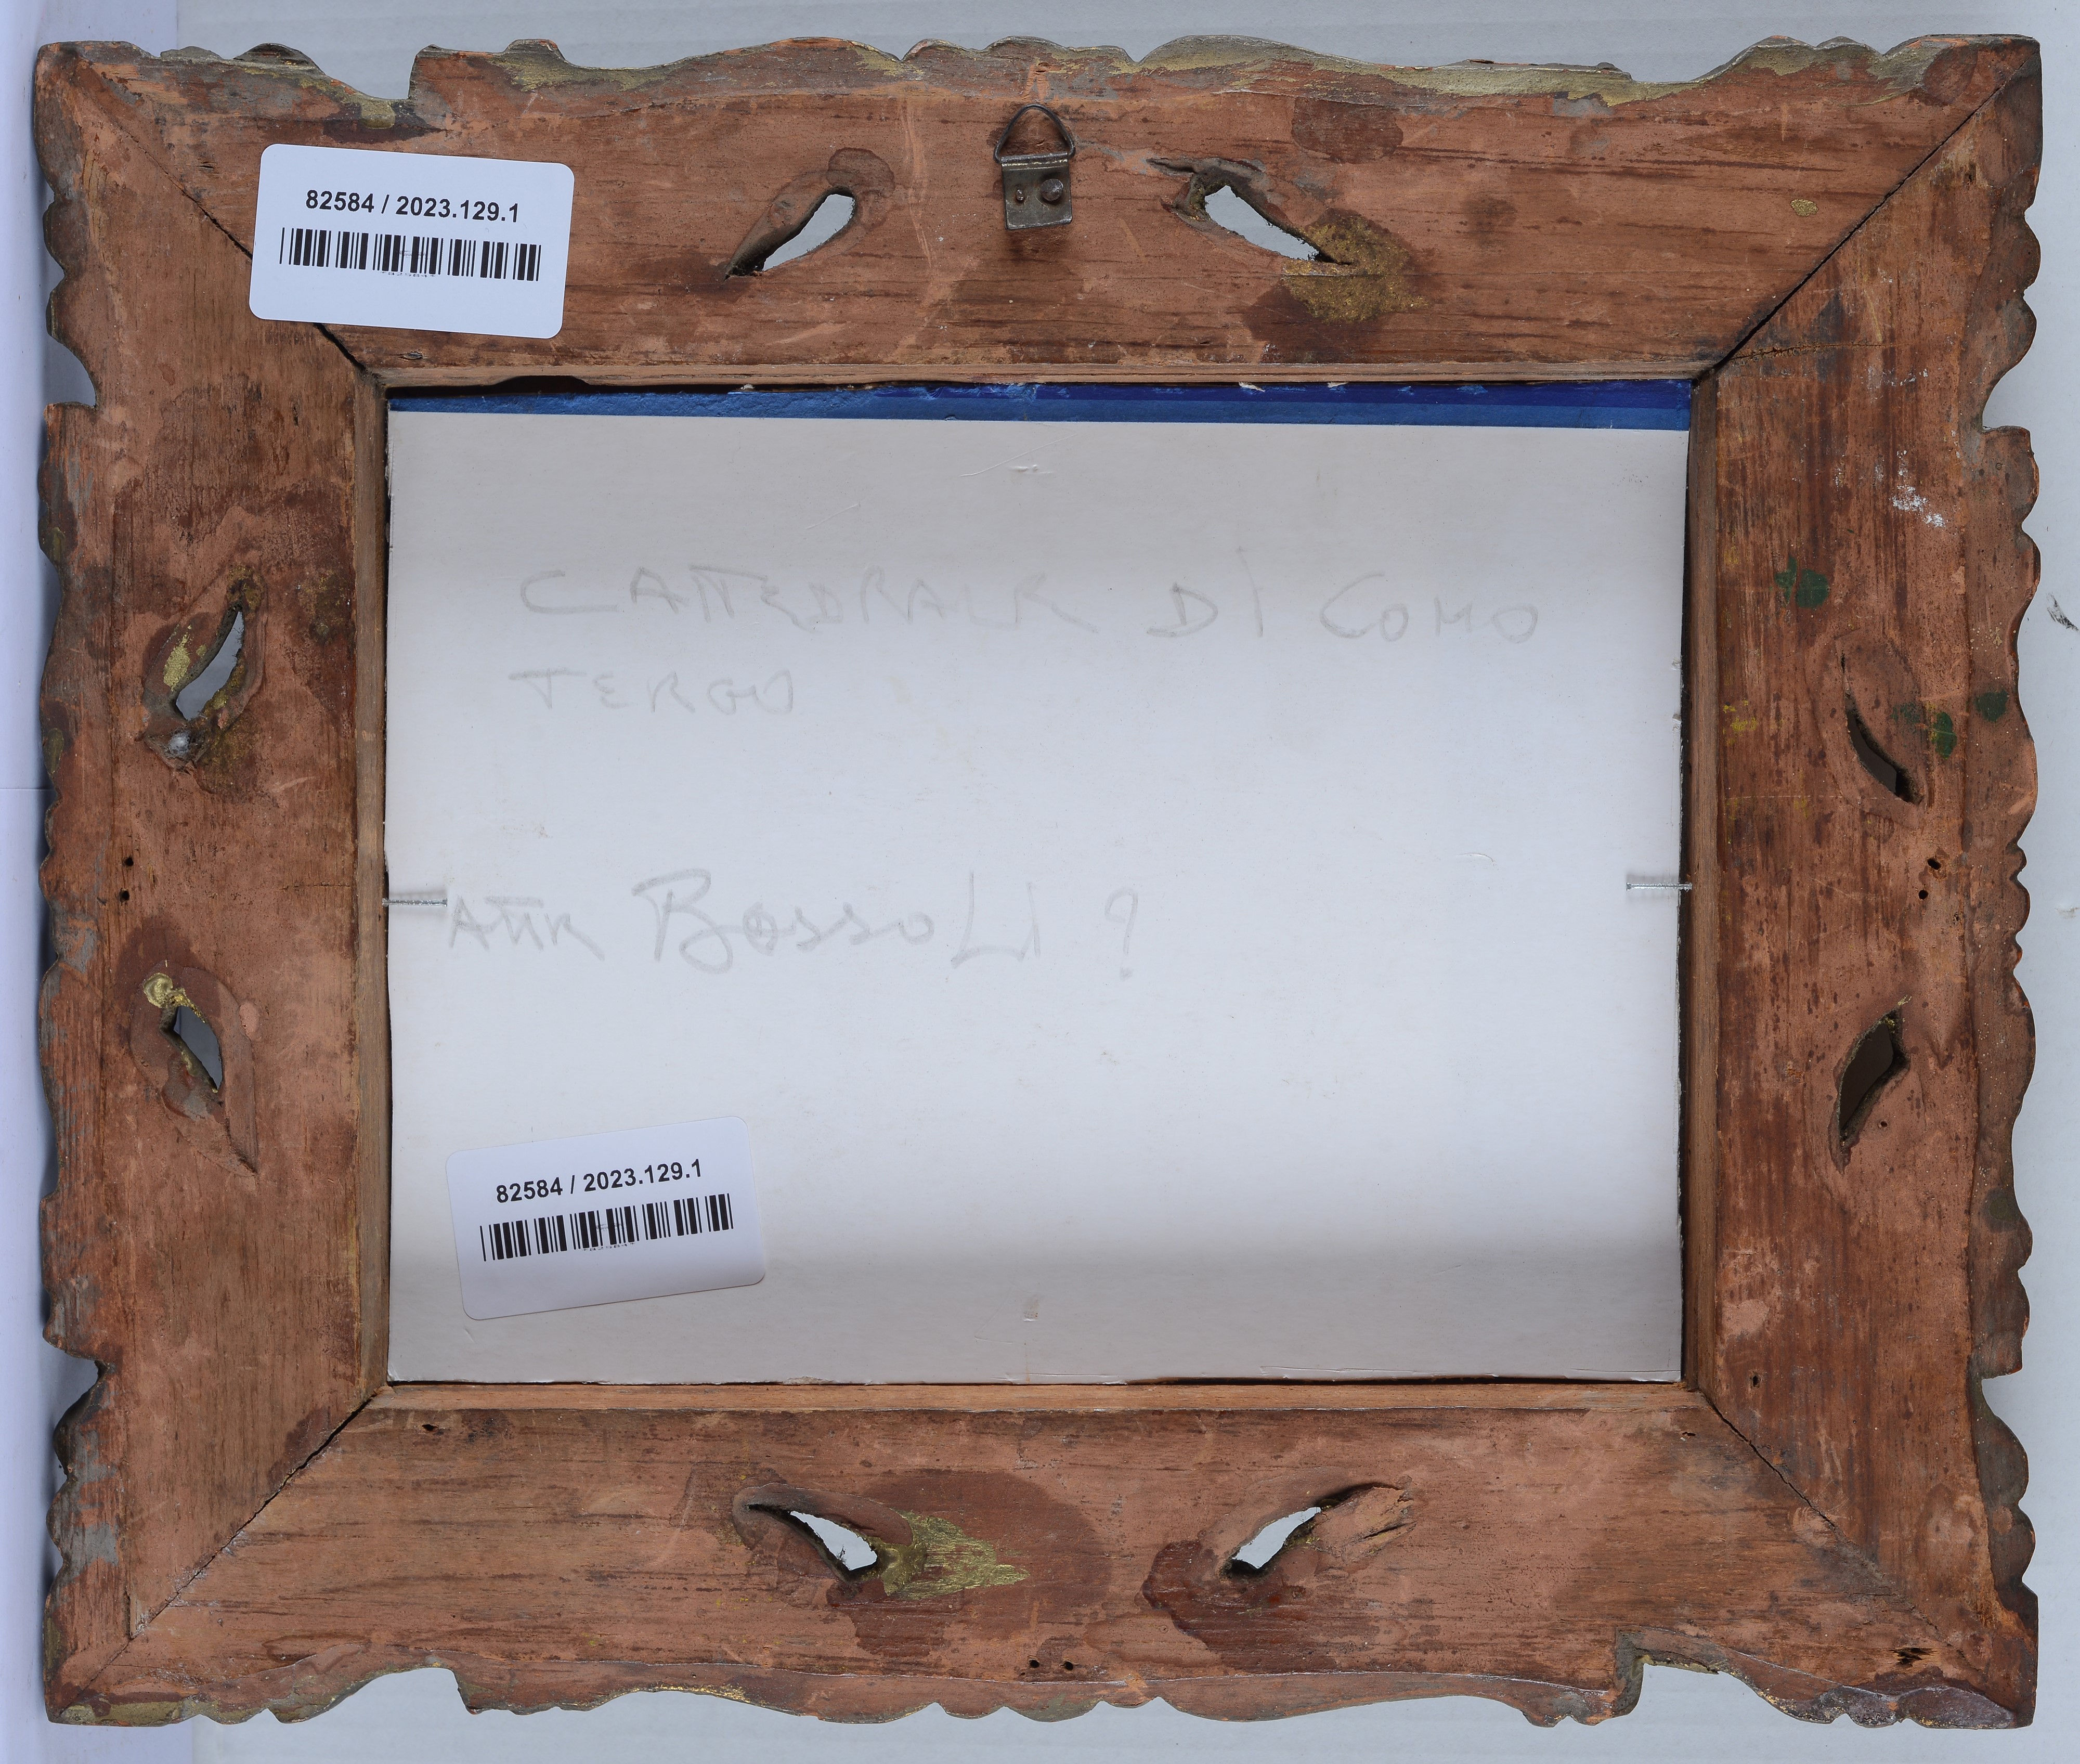 82584 / 2023.129.1
CATTEDRALE DI COMO
TERGO
ATTR BOSSOLI ?
82584 / 2023.129.1